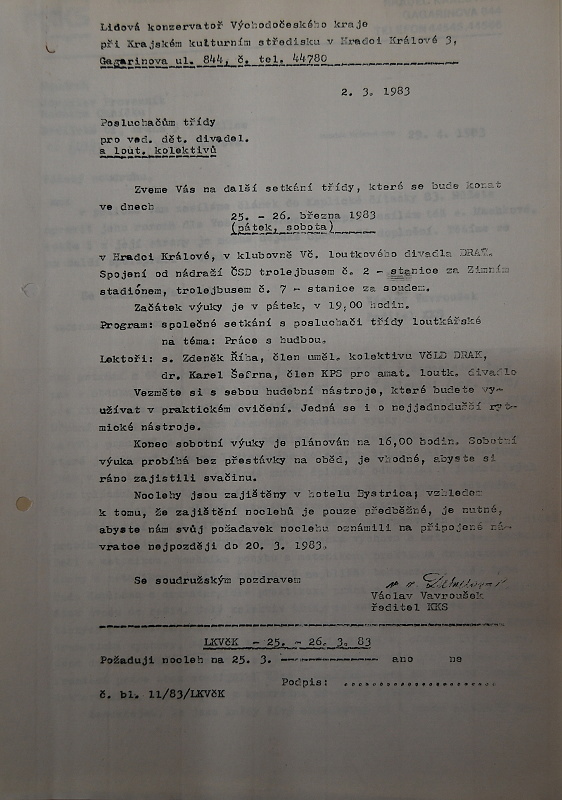 Lidová konzervatoř Východočeského kraje
při Krajském kulturním středisku v Hradci Králové 3,
Gagarinova ul. 844, č. tel. 44780
2. 3. 1983
Posluchačům třídy
pro ved. dět. divadel.
a lout. kolektivů
Zveme Vás na další setkání třídy, které se bude konat
ve dnech
25. - 26. března 1983
(pátek, sobota)
v Hradci Králové, v klubovně Vč. loutkového divadla DRAK.
Spojení od nádraží ČSD trolejbusem č. 2 - stanice za Zimním
stadiónem, trolejbusem č. 7 - stanice za soudem.
Začátek výuky je v pátek, v 19,00 hodin.
Program: společné setkání s posluchači třídy loutkářské
na téma: Práce s hudbou.
Lektoři: s. Zdeněk Říha, člen uměl. kolektivu VčLD DRAK,
dr. Karel Šefrna, člen KPS pro amat. loutk. divadlo
Vezměte si s sebou hudební nástroje, které budete vy-
užívat v praktickém cvičení. Jedná se i o nejjednodušší ryt-
mické nástroje.
Konec sobotní výuky je plánován na 16,00 hodin. Sobotní
výuka probíhá bez přestávky na oběd, je vhodné, abyste si
ráno zajistili svačinu.
Noclehy jsou zajištěny v hotelu Bystrica; vzhledem
k tomu, že zajištění noclehů je pouze předběžné, je nutné,
abyste nám svůj požadavek noclehu oznámili na připojené ná-
vratce nejpozději do 20. 3. 1983.
Se soudružským pozdravem
Václav Vavroušek
ředitel KKS
LKVčK - 25. - 26. 3. 83
Požaduji nocleh na 25. 3. ---------------- ano ne
Podpis: ........................
č. bl. 11/83/LKVčK